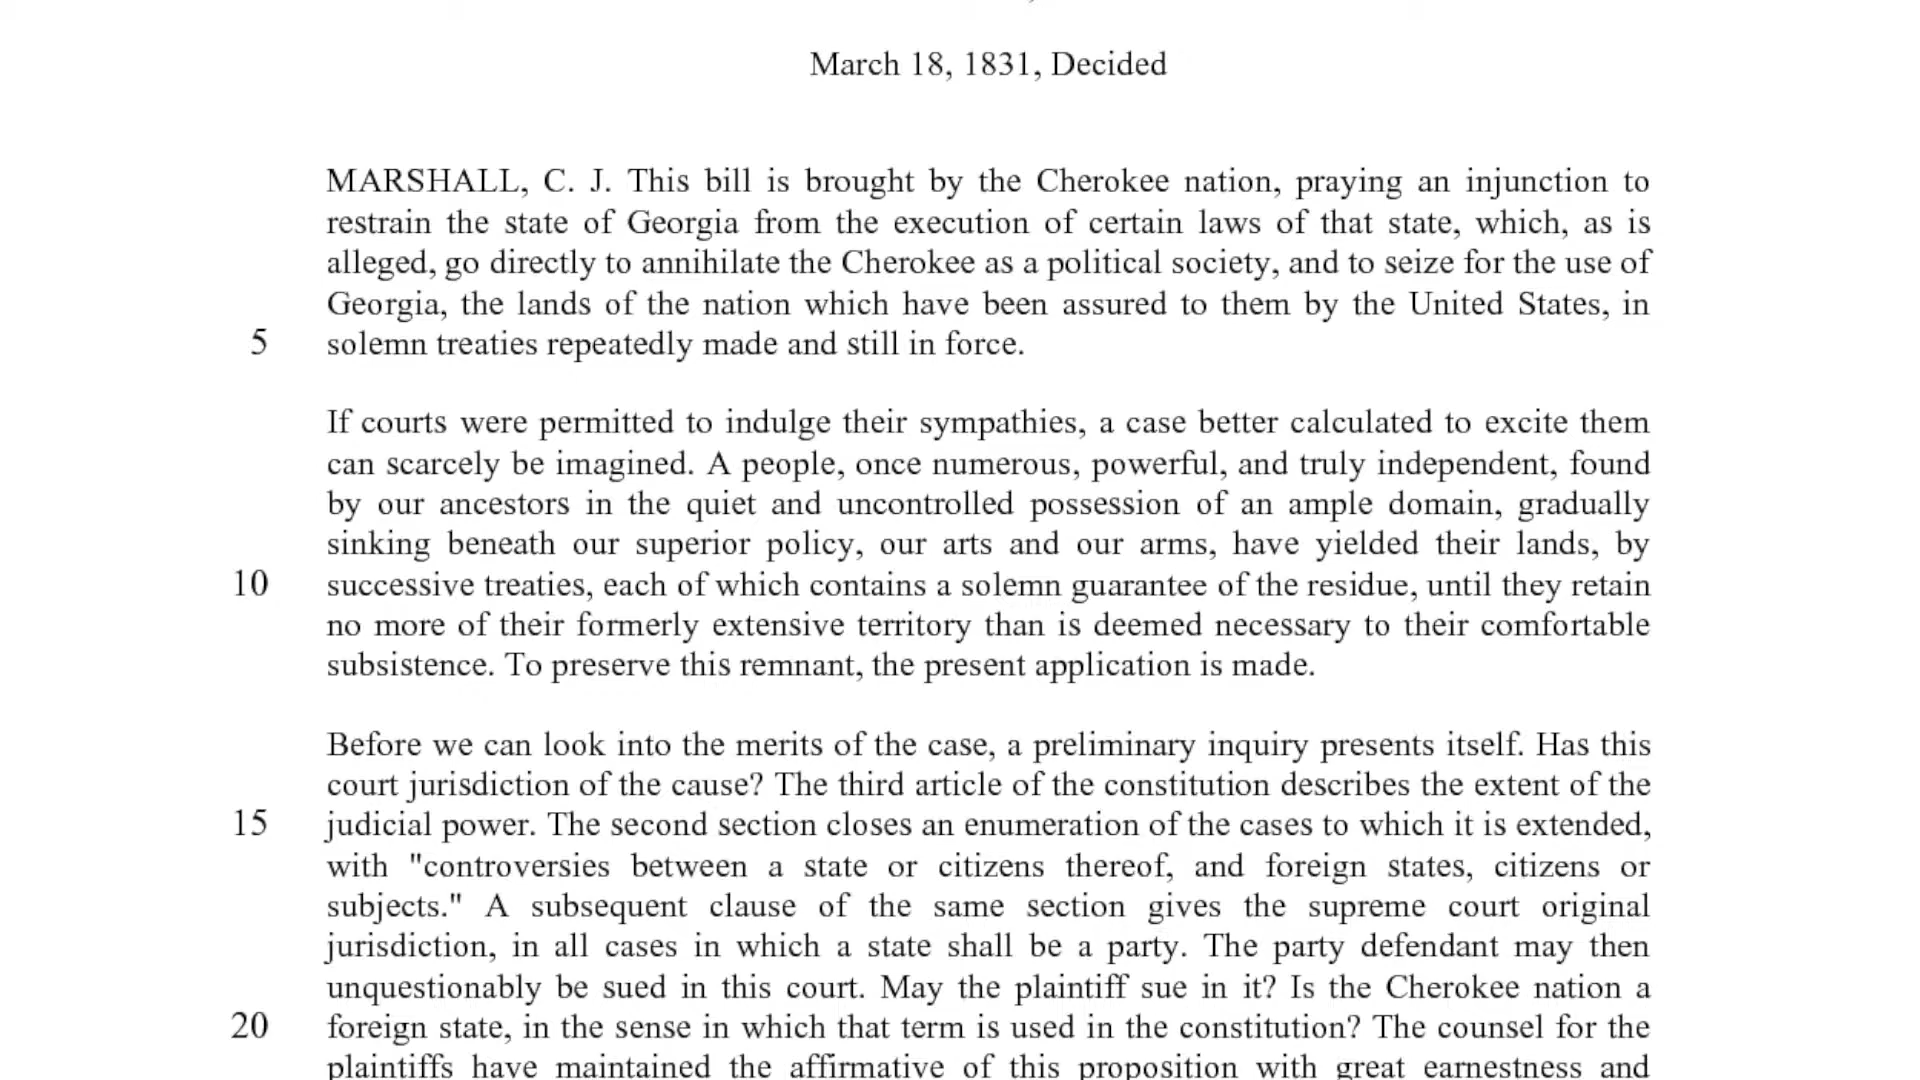 March 18, 1831, Decided
MARSHALL, C. J. This bill is brought by the Cherokee nation, praying an injunction to
restrain the state of Georgia from the execution of certain laws of that state, which, as is
alleged, go directly to annihilate the Cherokee as a political society, and to seize for the use of
Georgia, the lands of the nation which have been assured to them by the United States, in
5 solemn treaties repeatedly made and still in force.
If courts were permitted to indulge their sympathies, a case better calculated to excite them
can scarcely be imagined. A people, once numerous, powerful, and truly independent, found
by our ancestors in the quiet and uncontrolled possession of an ample domain, gradually
sinking beneath our superior policy, our arts and our arms, have yielded their lands, by
10 successive treaties, each of which contains a solemn guarantee of the residue, until they retain
no more of their formerly extensive territory than is deemed necessary to their comfortable
subsistence. To preserve this remnant, the present application is made.
Before we can look into the merits of the case, a preliminary inquiry presents itself. Has this
court jurisdiction of the cause? The third article of the constitution describes the extent of the
15 judicial power. The second section closes an enumeration of the cases to which it is extended,
with "controversies between a state or citizens thereof, and foreign states, citizens or
subjects." A subsequent clause of the same section gives the supreme court original
jurisdiction, in all cases in which a state shall be a party. The party defendant may then
unquestionably be sued in this court. May the plaintiff sue in it? Is the Cherokee nation a
20 foreign state, in the sense in which that term is used in the constitution? The counsel for the
plaintiffs have maintained the affirmative of this proposition with great earnestness and